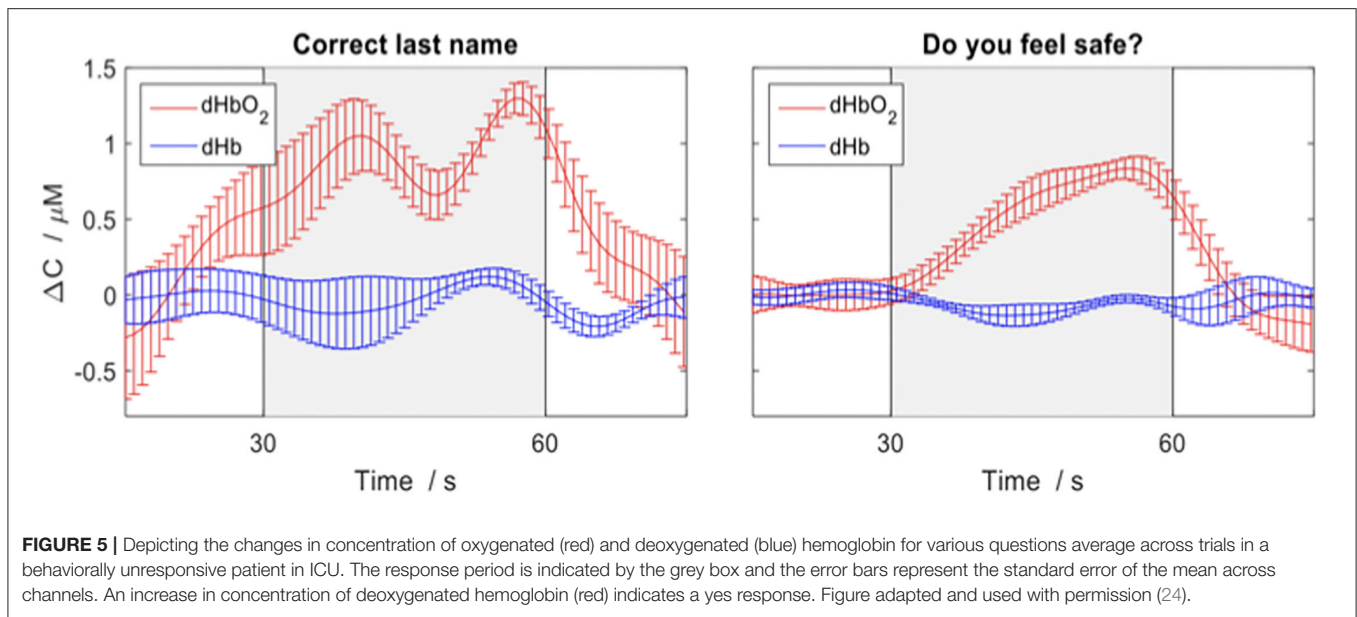 Correct last name
Do you feel safe?
1.5
1
0.5
0
-0.5
ΔC / μM
dHbO₂
dHb
dHbO₂
dHb
30
60
30
60
Time / s
Time / s
FIGURE 5 | Depicting the changes in concentration of oxygenated (red) and deoxygenated (blue) hemoglobin for various questions average across trials in a
behaviorally unresponsive patient in ICU. The response period is indicated by the grey box and the error bars represent the standard error of the mean across
channels. An increase in concentration of deoxygenated hemoglobin (red) indicates a yes response. Figure adapted and used with permission (24).